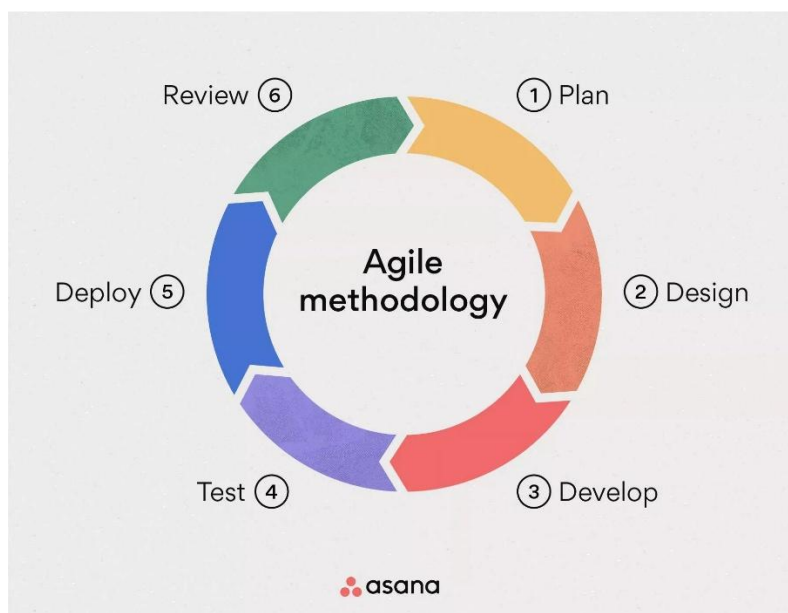 Agile
methodology
1 Plan
2 Design
3 Develop
Test 4
Deploy 5
Review 6
asana